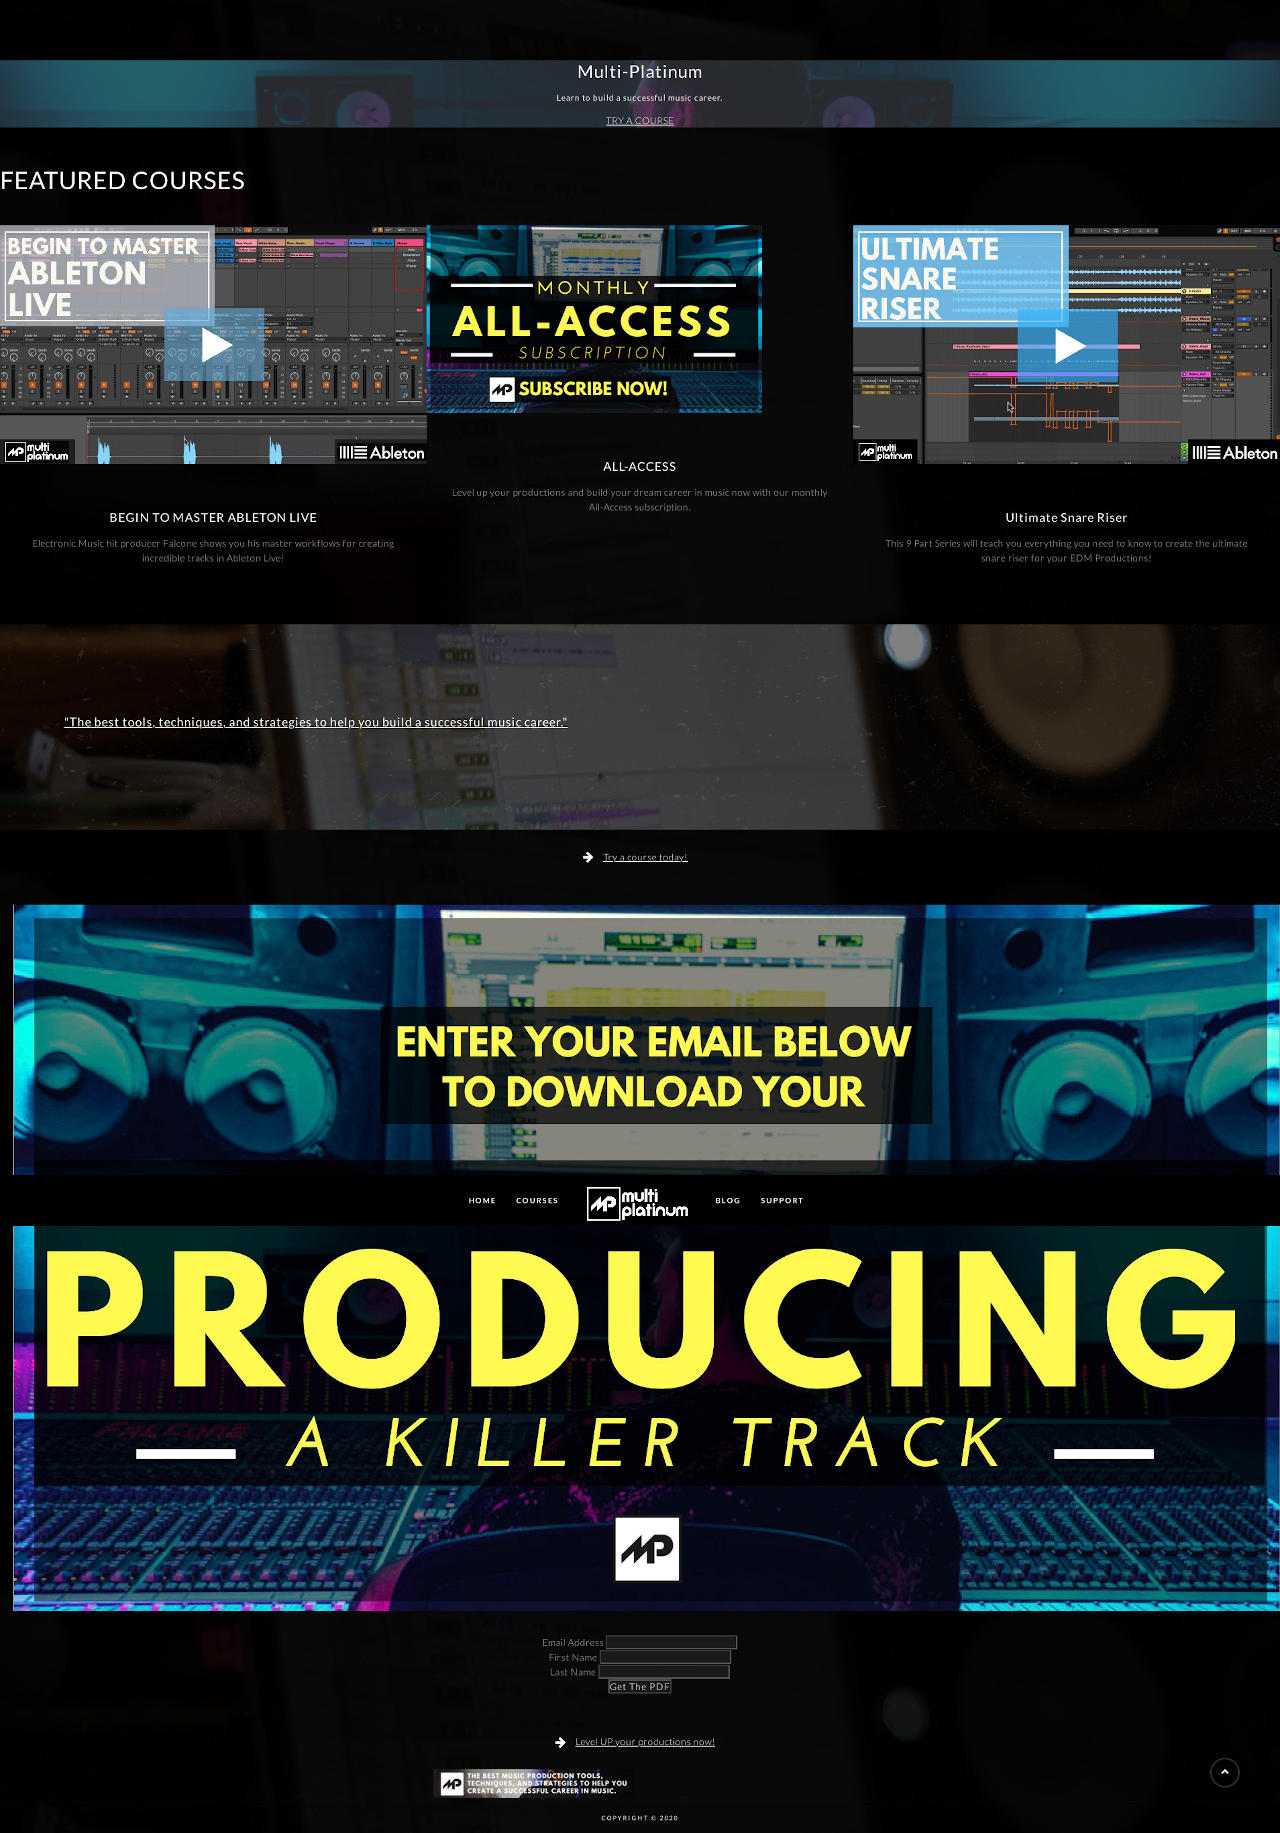 Multi-Platinum
Learn to build a successful music career.
TRY A COURSE
FEATURED COURSES
BEGIN TO MASTER
ABLETON
LIVE
multi
platinum
Ableton
BEGIN TO MASTER ABLETON LIVE
Electronic Music hit producer Falcone shows you his master workflows for creating
incredible tracks in Ableton Live!
MONTHLY
ALL-ACCESS
SUBSCRIPTION
MP SUBSCRIBE NOW!
ALL-ACCESS
Level up your productions and build your dream career in music now with our monthly
All-Access subscription.
ULTIMATE
SNARE
RISER
multi
platinum
Ableton
Ultimate Snare Riser
This 9 Part Series will teach you everything you need to know to create the ultimate
snare riser for your EDM Productions!
"The best tools, techniques, and strategies to help you build a successful music career."
Try a course today!
ENTER YOUR EMAIL BELOW
TO DOWNLOAD YOUR
HOME COURSES MP multi platinum BLOG SUPPORT
PRODUCING
A KILLER TRACK
MP
Email Address
First Name
Last Name
Get The PDF
Level UP your productions now!
MP THE BEST MUSIC PRODUCTION TOOLS,
TECHNIQUES, AND STRATEGIES TO HELP YOU
CREATE A SUCCESSFUL CAREER IN MUSIC.
COPYRIGHT © 2020